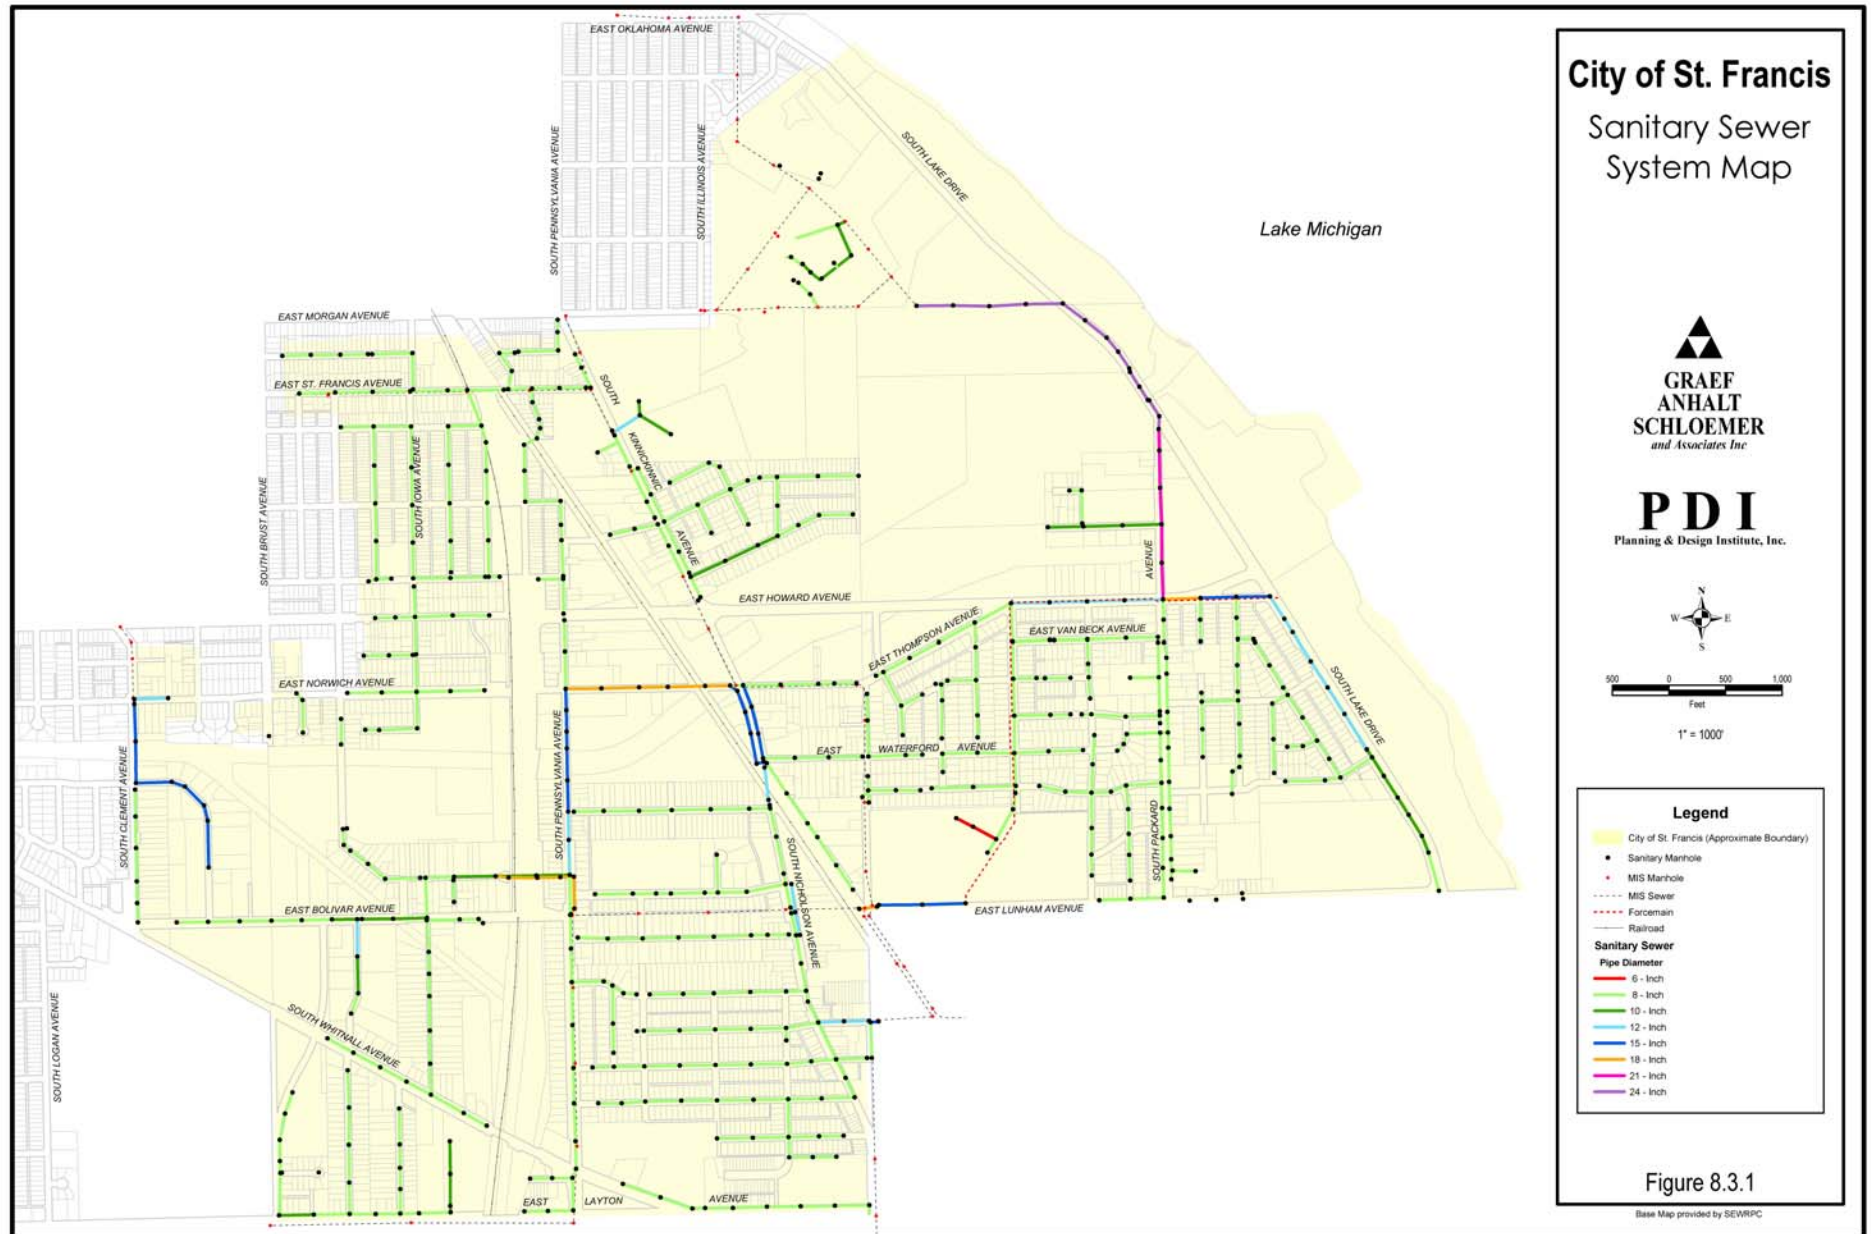 EAST OKLAHOMA AVENUE
SOUTH PENNSYLVANIA AVENUE
SOUTH ILLINOIS AVENUE
SOUTH LAKE DRIVE
Lake Michigan
EAST MORGAN AVENUE
EAST ST. FRANCIS AVENUE
SOUTH
KINNICKINNIC
AVENUE
SOUTH BRUST AVENUE
SOUTH IOWA AVENUE
AVENUE
EAST HOWARD AVENUE
EAST THOMPSON AVENUE
EAST VAN BECK AVENUE
EAST NORWICH AVENUE
SOUTH LAKE DRIVE
EAST WATERFORD AVENUE
SOUTH CLEMENT AVENUE
SOUTH PENNSYLVANIA AVENUE
SOUTH PACKARD
SOUTH NICHOLSON AVENUE
EAST BOLIVAR AVENUE
EAST LUNHAM AVENUE
SOUTH WHITNALL AVENUE
SOUTH LOGAN AVENUE
EAST LAYTON AVENUE
City of St. Francis
Sanitary Sewer
System Map
GRAEF
ANHALT
SCHLOEMER
and Associates Inc
PDI
Planning & Design Institute, Inc.
N
W E
S
500 0 500 1,000
Feet
1" = 1000'
Legend
City of St. Francis (Approximate Boundary)
Sanitary Manhole
MIS Manhole
MIS Sewer
Forcemain
Railroad
Sanitary Sewer
Pipe Diameter
6 - Inch
8 - Inch
10 - Inch
12 - Inch
15 - Inch
18 - Inch
21 - Inch
24 - Inch
Figure 8.3.1
Base Map provided by SEWRPC